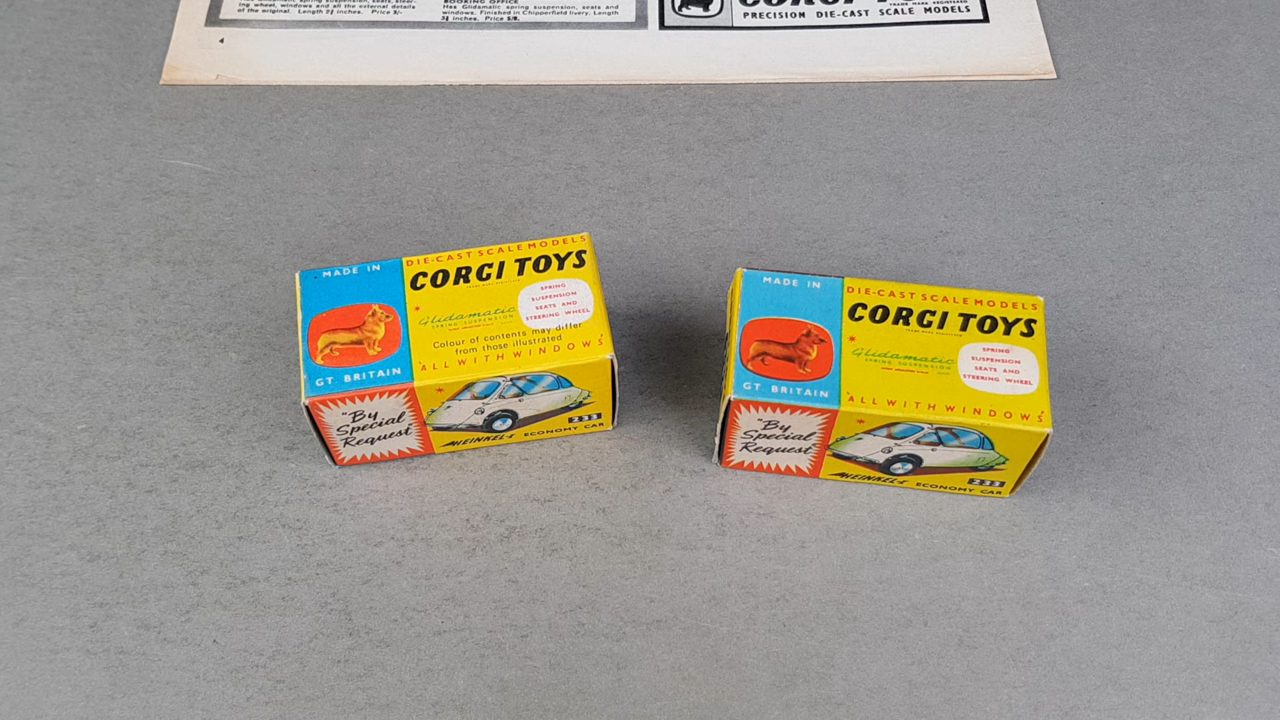 ing wheel, windows and all the external details
of the original. Length 2⅞ inches. Price 3/-
4
BOOKING OFFICE
Has Glidamatic spring suspension, seats and
windows. Finished in Chipperfield livery. Length
inches. Price
CORGI
TRADE MARK REGISTERED
PRECISION DIE-CAST SCALE MODELS
MADE IN
GT BRITAIN
DIE-CAST SCALE MODELS
CORGI TOYS
Glidamatic
SPRING SUSPENSION
SPRING
SUSPENSION
SEATS AND
STEERING WHEEL
Colour of contents may differ
from those illustrated
"ALL WITH WINDOWS"
"By
Special
Request"
HEINKEL-I ECONOMY CAR
233
MADE IN
GT BRITAIN
DIE-CAST SCALE MODELS
CORGI TOYS
Glidamatic
SPRING SUSPENSION
SPRING
SUSPENSION
SEATS AND
STEERING WHEEL
"ALL WITH WINDOWS"
"By
Special
Request"
HEINKEL-I ECONOMY CAR
233